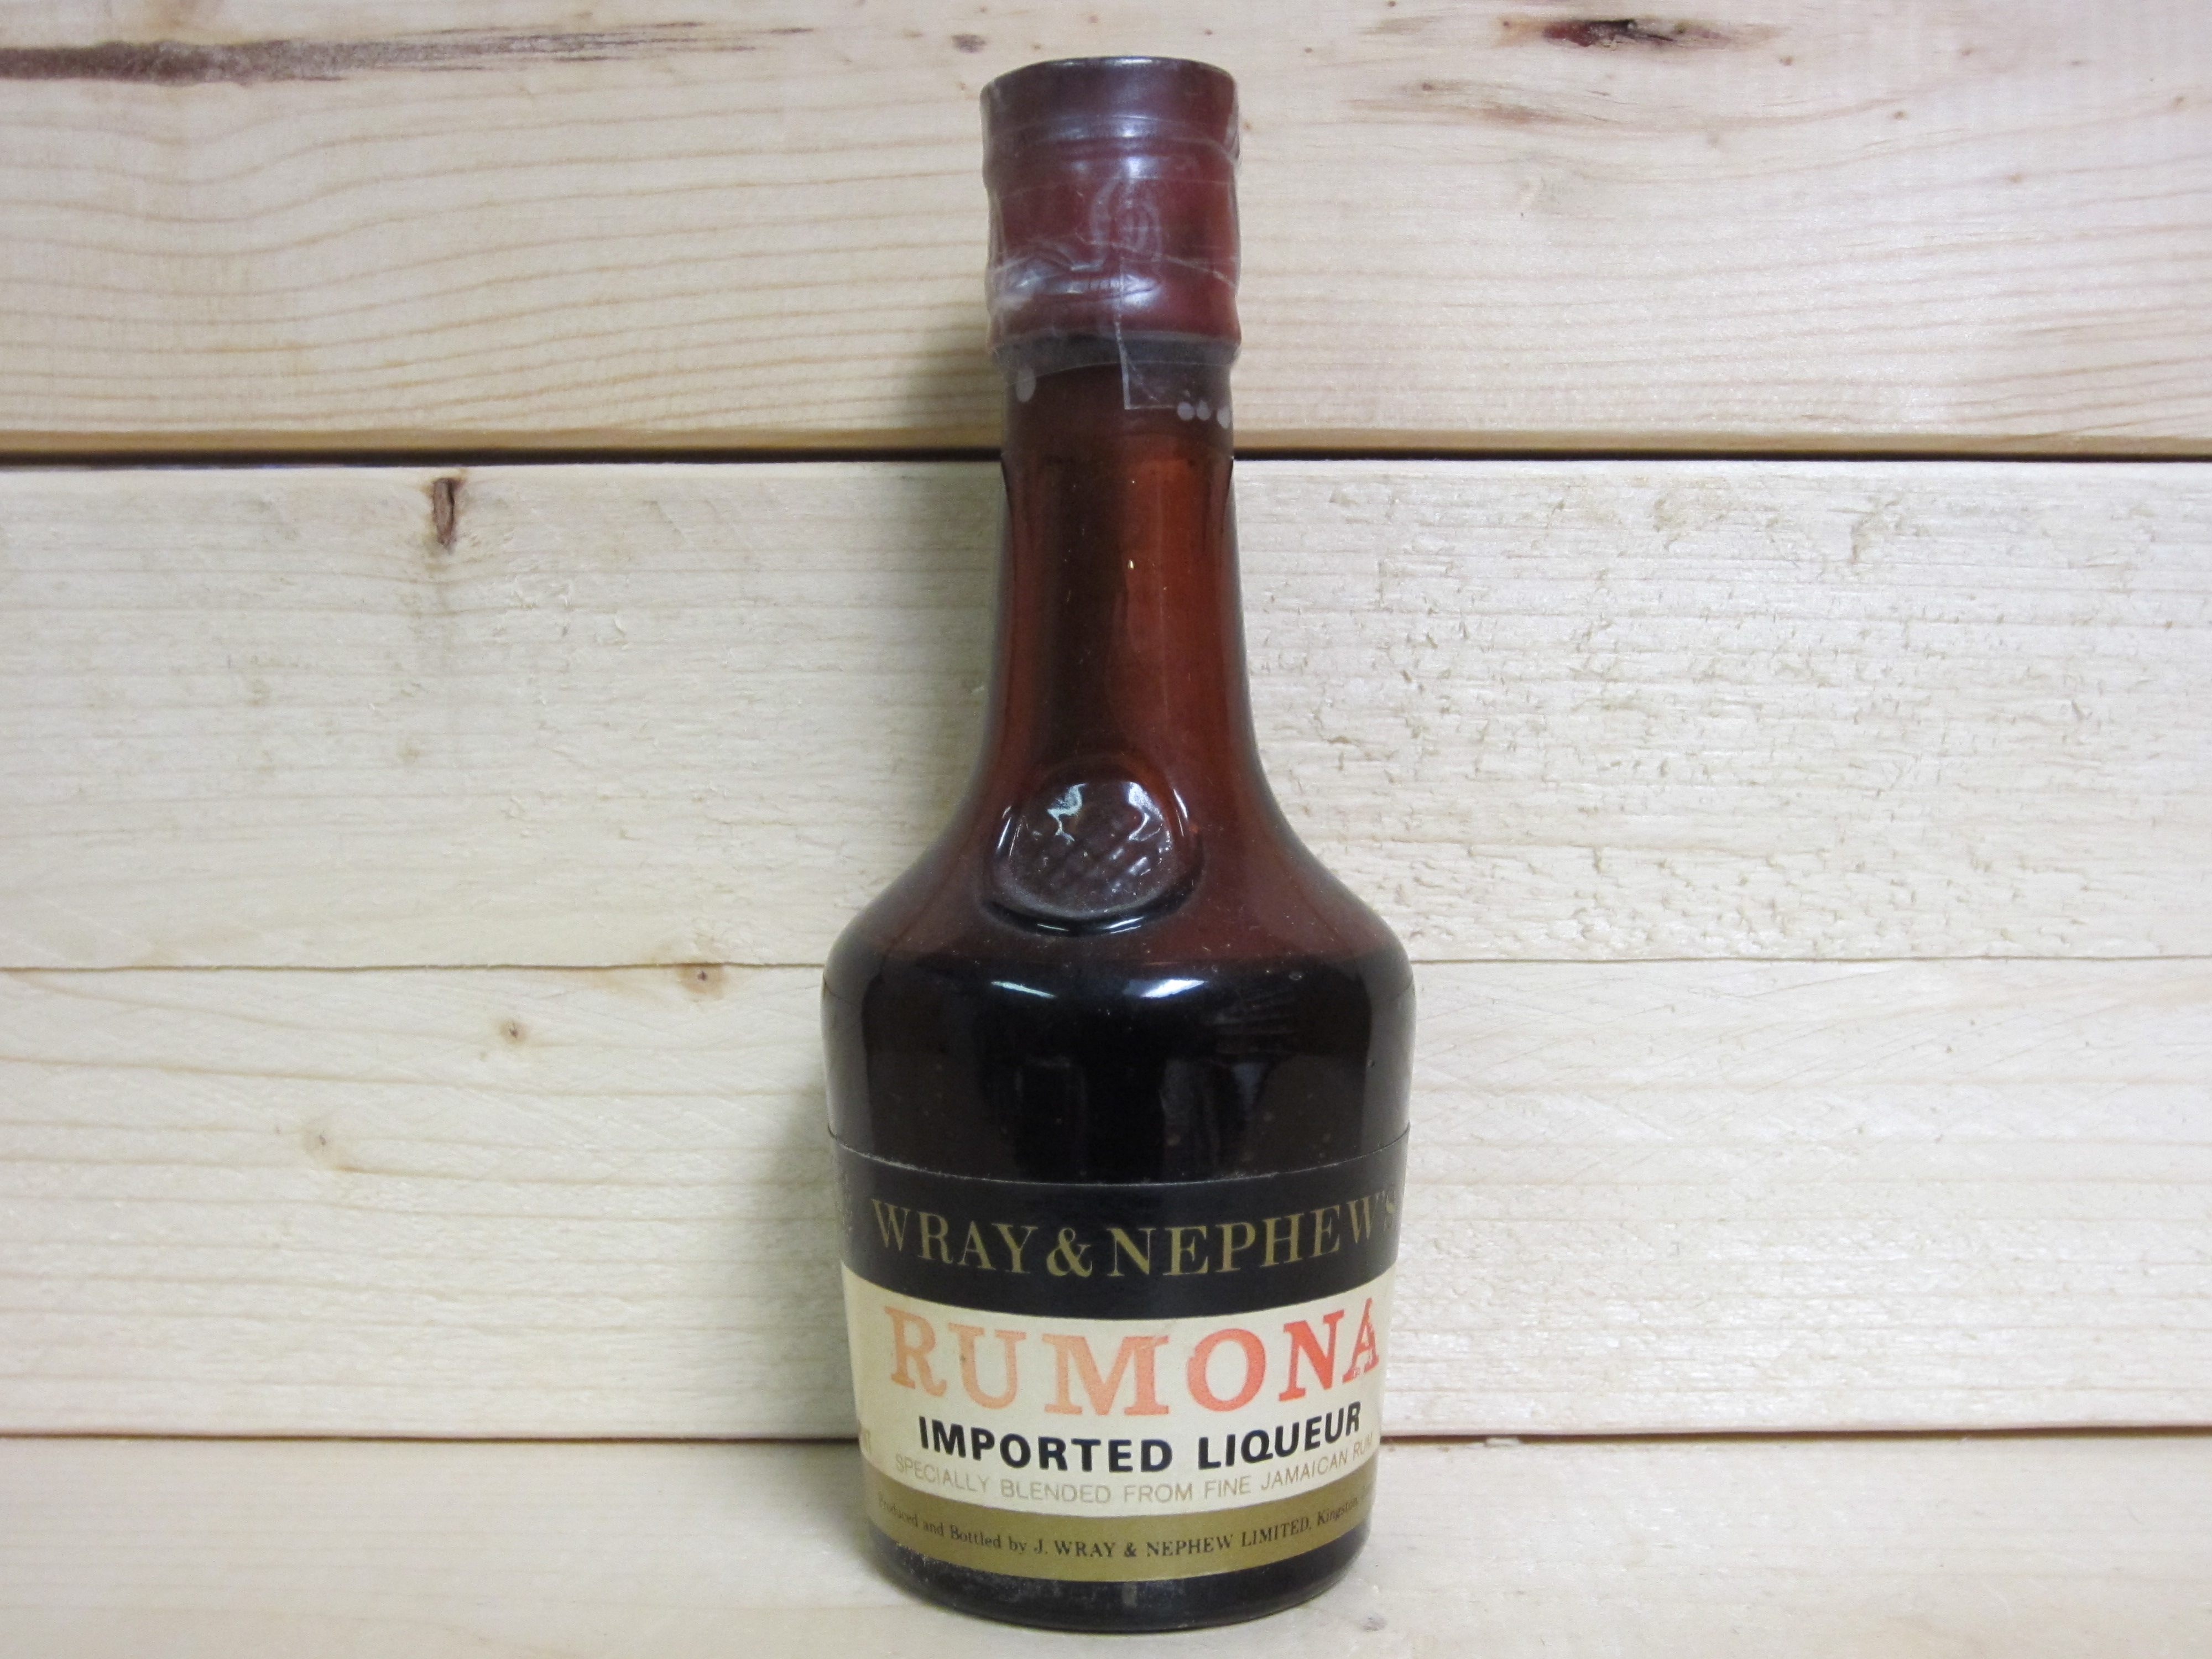 WRAY & NEPHEW'S
RUMONA
IMPORTED LIQUEUR
SPECIALLY BLENDED FROM FINE JAMAICAN RUM
Produced and Bottled by J. WRAY & NEPHEW LIMITED, Kingston,